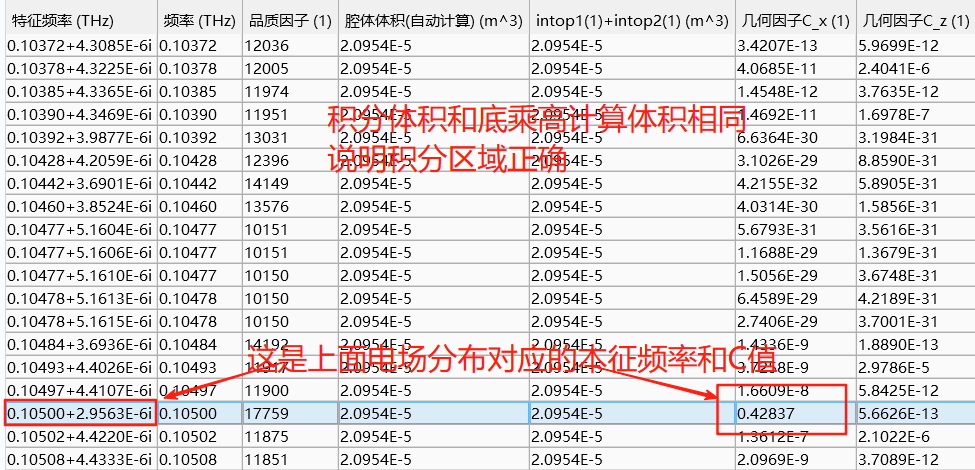 特征频率 (THz) 频率 (THz) 品质因子 (1) 腔体体积(自动计算) (m^3) intop1(1)+intop2(1) (m^3) 几何因子C_x (1) 几何因子C_z (1)
0.10372+4.3085E-6i 0.10372 12036 2.0954E-5 2.0954E-5 3.4207E-13 5.9699E-12
0.10378+4.3225E-6i 0.10378 12005 2.0954E-5 2.0954E-5 4.0685E-11 2.4041E-6
0.10385+4.3365E-6i 0.10385 11974 2.0954E-5 2.0954E-5 1.4548E-12 3.7635E-12
0.10390+4.3469E-6i 0.10390 11951 2.0954E-5 2.0954E-5 1.4692E-11 1.6978E-7
积分体积和底乘高计算体积相同
0.10392+3.9877E-6i 0.10392 13031 2.0954E-5 2.0954E-5 6.6364E-30 3.1984E-31
0.10428+4.2059E-6i 0.10428 12396 2.0954E-5 2.0954E-5 3.1026E-29 8.8590E-31
说明积分区域正确
0.10442+3.6901E-6i 0.10442 14149 2.0954E-5 2.0954E-5 4.2155E-32 5.8905E-31
0.10460+3.8524E-6i 0.10460 13576 2.0954E-5 2.0954E-5 4.0314E-30 1.5856E-31
0.10477+5.1604E-6i 0.10477 10151 2.0954E-5 2.0954E-5 5.6793E-31 3.5616E-31
0.10477+5.1606E-6i 0.10477 10151 2.0954E-5 2.0954E-5 1.1688E-29 1.3679E-31
0.10477+5.1610E-6i 0.10477 10150 2.0954E-5 2.0954E-5 1.5056E-29 3.6748E-31
0.10478+5.1613E-6i 0.10478 10150 2.0954E-5 2.0954E-5 6.4589E-29 4.2189E-31
0.10478+5.1615E-6i 0.10478 10150 2.0954E-5 2.0954E-5 2.7406E-29 3.7001E-31
0.10484+3.6936E-6i 0.10484 14192 2.0954E-5 2.0954E-5 1.4336E-9 1.8890E-13
这是上面电场分布对应的本征频率和C值
0.10493+4.4026E-6i 0.10493 2.0954E-5 2.0954E-5 2.9786E-5
0.10497+4.4107E-6i 0.10497 11900 2.0954E-5 2.0954E-5 1.6609E-8 5.8425E-12
0.10500+2.9563E-6i 0.10500 17759 2.0954E-5 2.0954E-5 0.42837 5.6626E-13
0.10502+4.4220E-6i 0.10502 11875 2.0954E-5 2.0954E-5 1.3612E-7 2.1022E-6
0.10508+4.4333E-6i 0.10508 11851 2.0954E-5 2.0954E-5 2.0969E-9 3.7089E-12